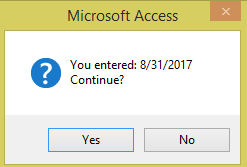 Microsoft Access
You entered: 8/31/2017
Continue?
Yes
No